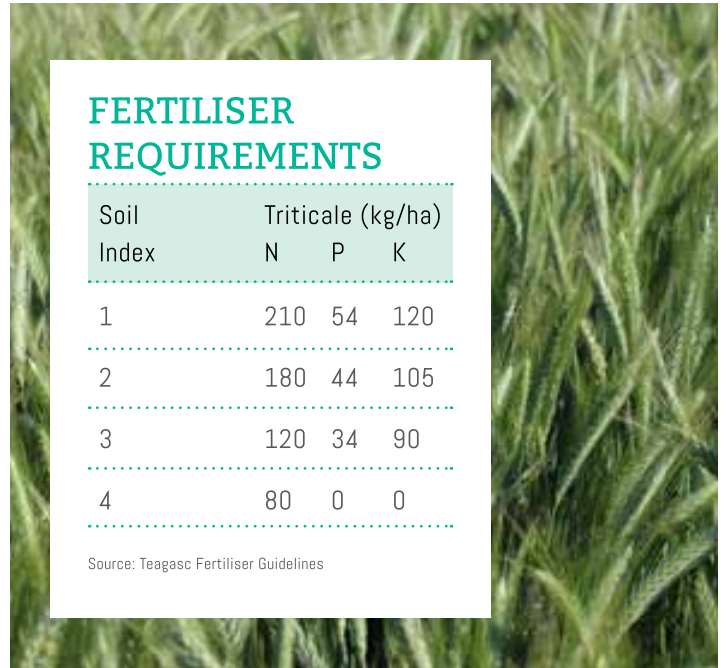 FERTILISER
REQUIREMENTS
Soil Triticale (kg/ha)
Index N P K
1 210 54 120
2 180 44 105
3 120 34 90
4 80 0 0
Source: Teagasc Fertiliser Guidelines